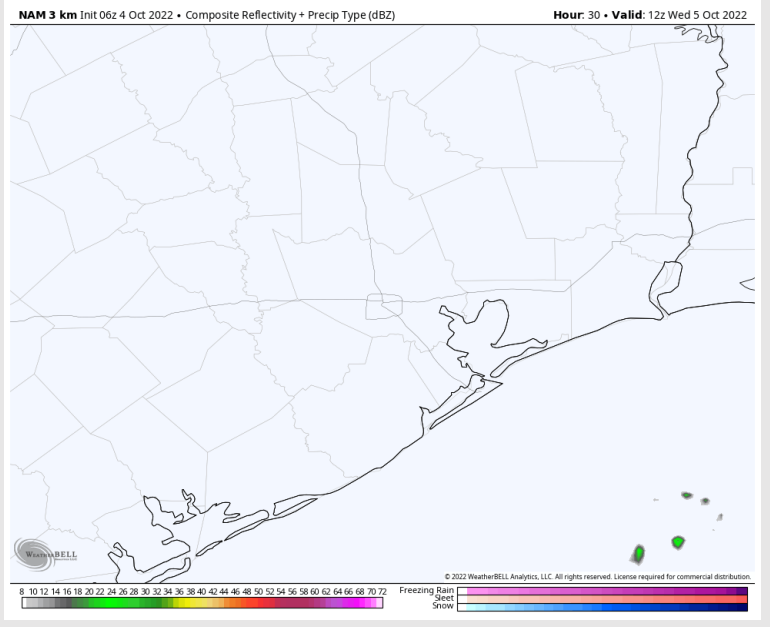 NAM 3 km Init 06z 4 Oct 2022 • Composite Reflectivity + Precip Type (dBZ) Hour: 30 • Valid: 12z Wed 5 Oct 2022
WEATHERBELL
© 2022 WeatherBELL Analytics, LLC. All rights reserved. License required for commercial distribution.
8 10 12 14 16 18 20 22 24 26 28 30 32 34 36 38 40 42 44 46 48 50 52 54 56 58 60 62 64 66 68 70 72
Freezing Rain
Sleet
Snow